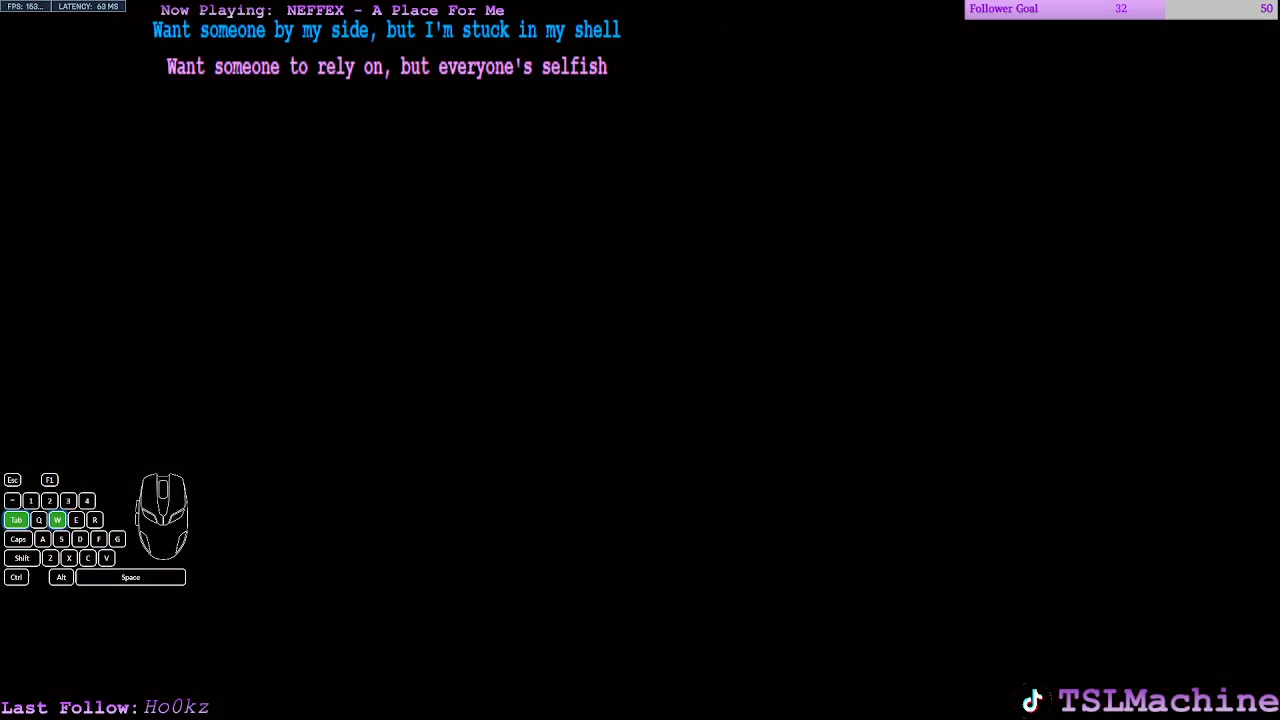 FPS: 153... LATENCY: 63 MS
Now Playing: NEFFEX - A Place For Me
Follower Goal 32 50
Want someone by my side, but I'm stuck in my shell
Want someone to rely on, but everyone's selfish
Esc F1
~ 1 2 3 4
Tab Q W E R
Caps A S D F G
Shift Z X C V
Ctrl Alt Space
Last Follow: Ho0kz
TSLMachine